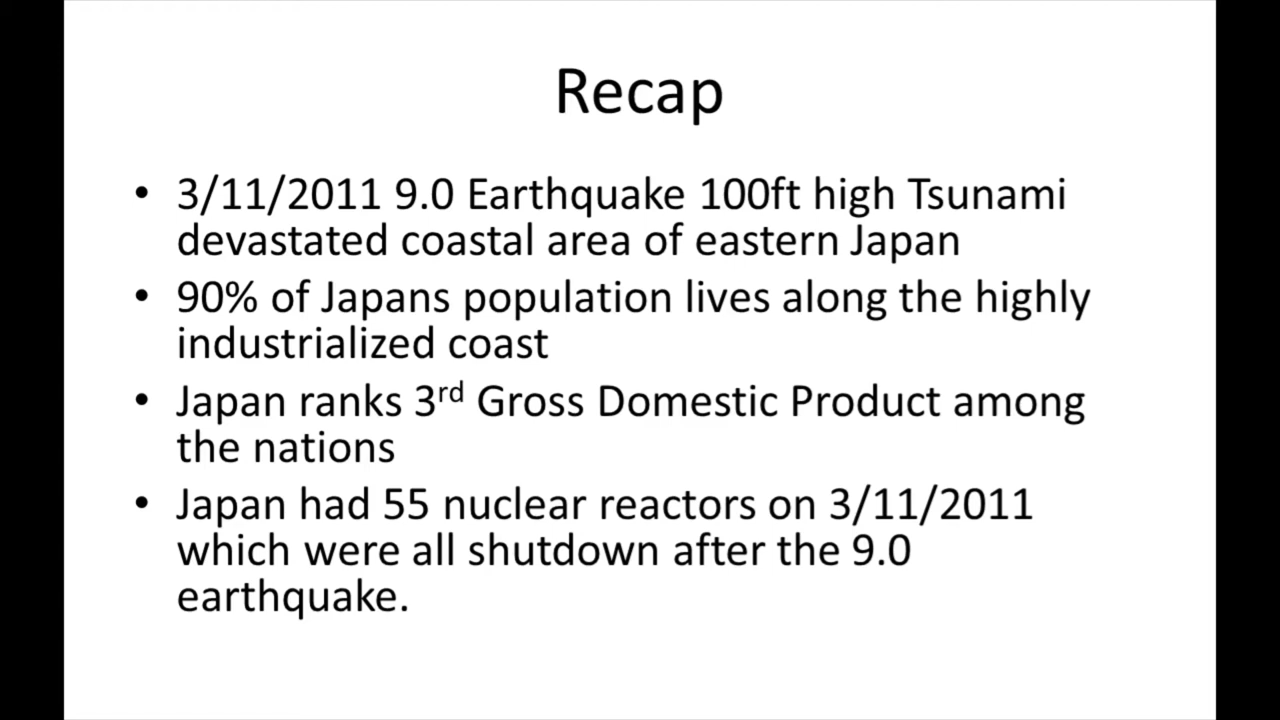 Recap
• 3/11/2011 9.0 Earthquake 100ft high Tsunami
devastated coastal area of eastern Japan
• 90% of Japans population lives along the highly
industrialized coast
• Japan ranks 3rd Gross Domestic Product among
the nations
• Japan had 55 nuclear reactors on 3/11/2011
which were all shutdown after the 9.0
earthquake.